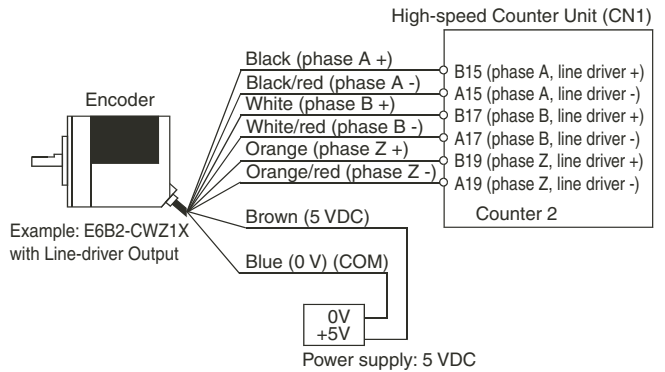 High-speed Counter Unit (CN1)
Black (phase A +)
B15 (phase A, line driver +)
Black/red (phase A -)
A15 (phase A, line driver -)
White (phase B +)
B17 (phase B, line driver +)
White/red (phase B -)
A17 (phase B, line driver -)
Orange (phase Z +)
B19 (phase Z, line driver +)
Orange/red (phase Z -)
A19 (phase Z, line driver -)
Counter 2
Encoder
Example: E6B2-CWZ1X
with Line-driver Output
Brown (5 VDC)
Blue (0 V) (COM)
0V
+5V
Power supply: 5 VDC